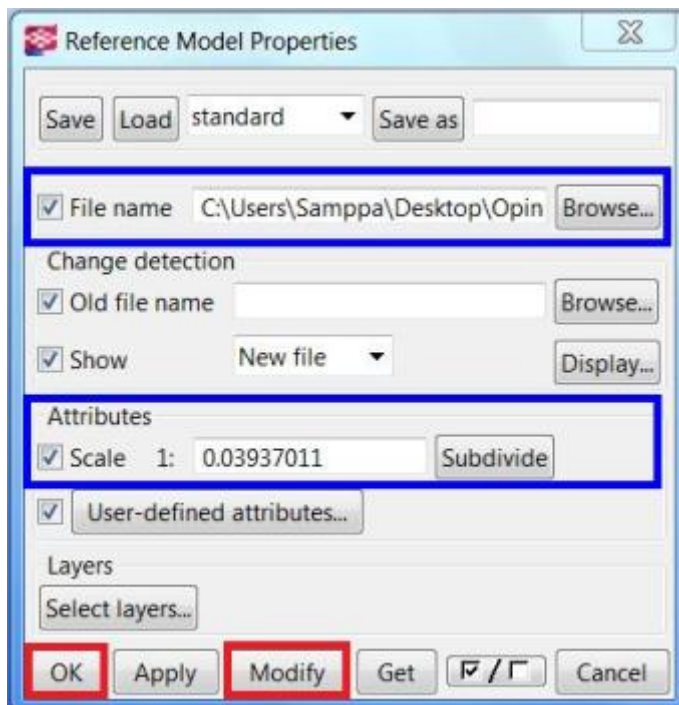 Reference Model Properties
Save Load standard Save as
File name C:\Users\Samppa\Desktop\Opin Browse...
Change detection
Old file name Browse...
Show New file Display...
Attributes
Scale 1: 0.03937011 Subdivide
User-defined attributes...
Layers
Select layers...
OK Apply Modify Get / Cancel